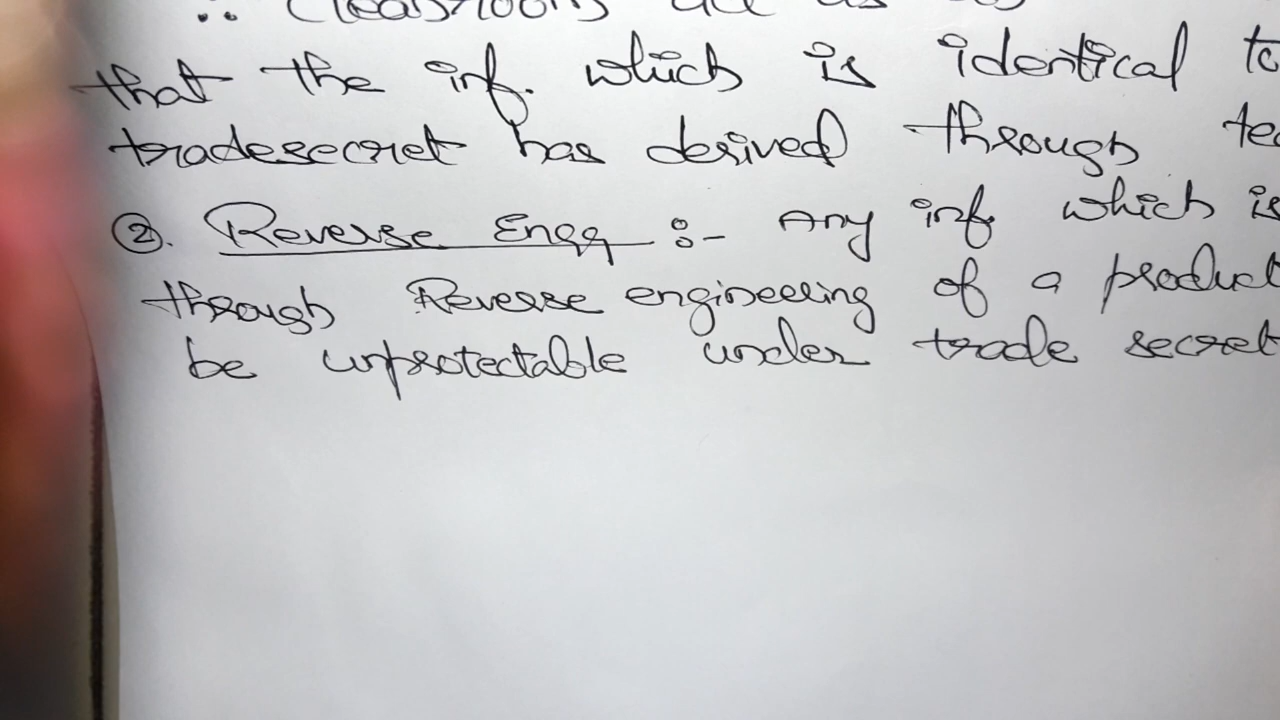 that the inf. which is identical to
tradesecret has derived through
②. Reverse Engg :- Any inf. which is
through Reverse engineering of a product
be unprotectable under trade secret